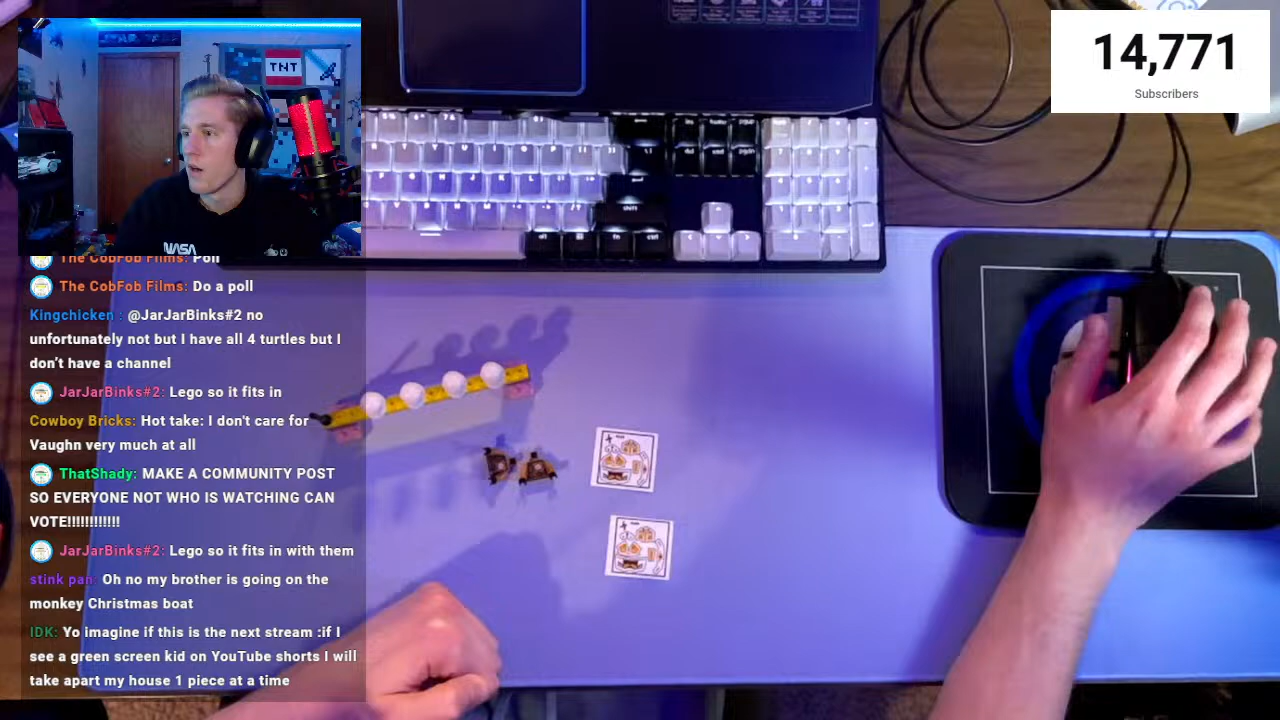 14,771
Subscribers
TNT
NASA
The CobFob Films: Poll
The CobFob Films: Do a poll
Kingchicken : @JarJarBinks#2 no
unfortunately not but I have all 4 turtles but I
don't have a channel
JarJarBinks#2: Lego so it fits in
Cowboy Bricks: Hot take: I don't care for
Vaughn very much at all
ThatShady: MAKE A COMMUNITY POST
SO EVERYONE NOT WHO IS WATCHING CAN
VOTE!!!!!!!!!!!!
JarJarBinks#2: Lego so it fits in with them
stink pan: Oh no my brother is going on the
monkey Christmas boat
IDK: Yo imagine if this is the next stream :if I
see a green screen kid on YouTube shorts I will
take apart my house 1 piece at a time